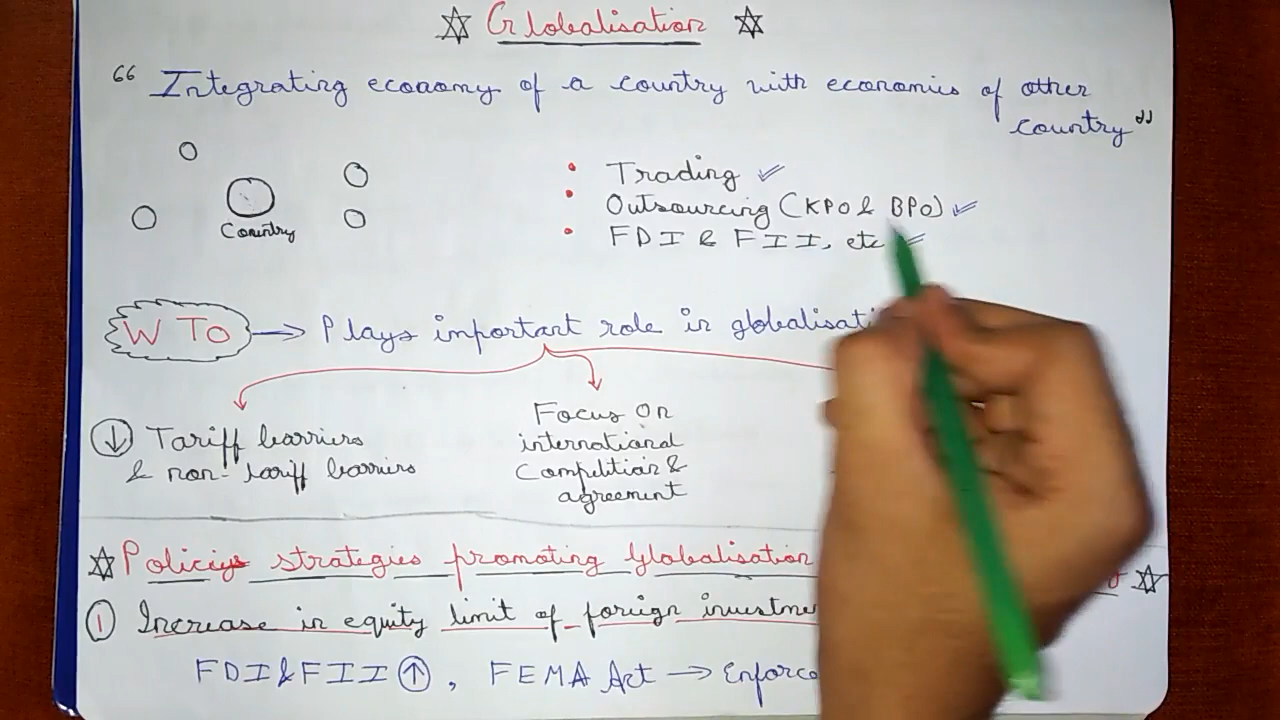 Globalisation
“ Integrating economy of a country with economies of other
country ”
Country
• Trading
• Outsourcing (KPO & BPO)
• FDI & FII, etc
WTO → Plays important role in globalisati
↓ Tariff barriers
& non-tariff barriers
Focus on
international
Competition &
agreement
Policies strategies promoting Globalisation
1 Increase in equity limit of foreign investme
FDI & FII ↑, FEMA Act → Enforce